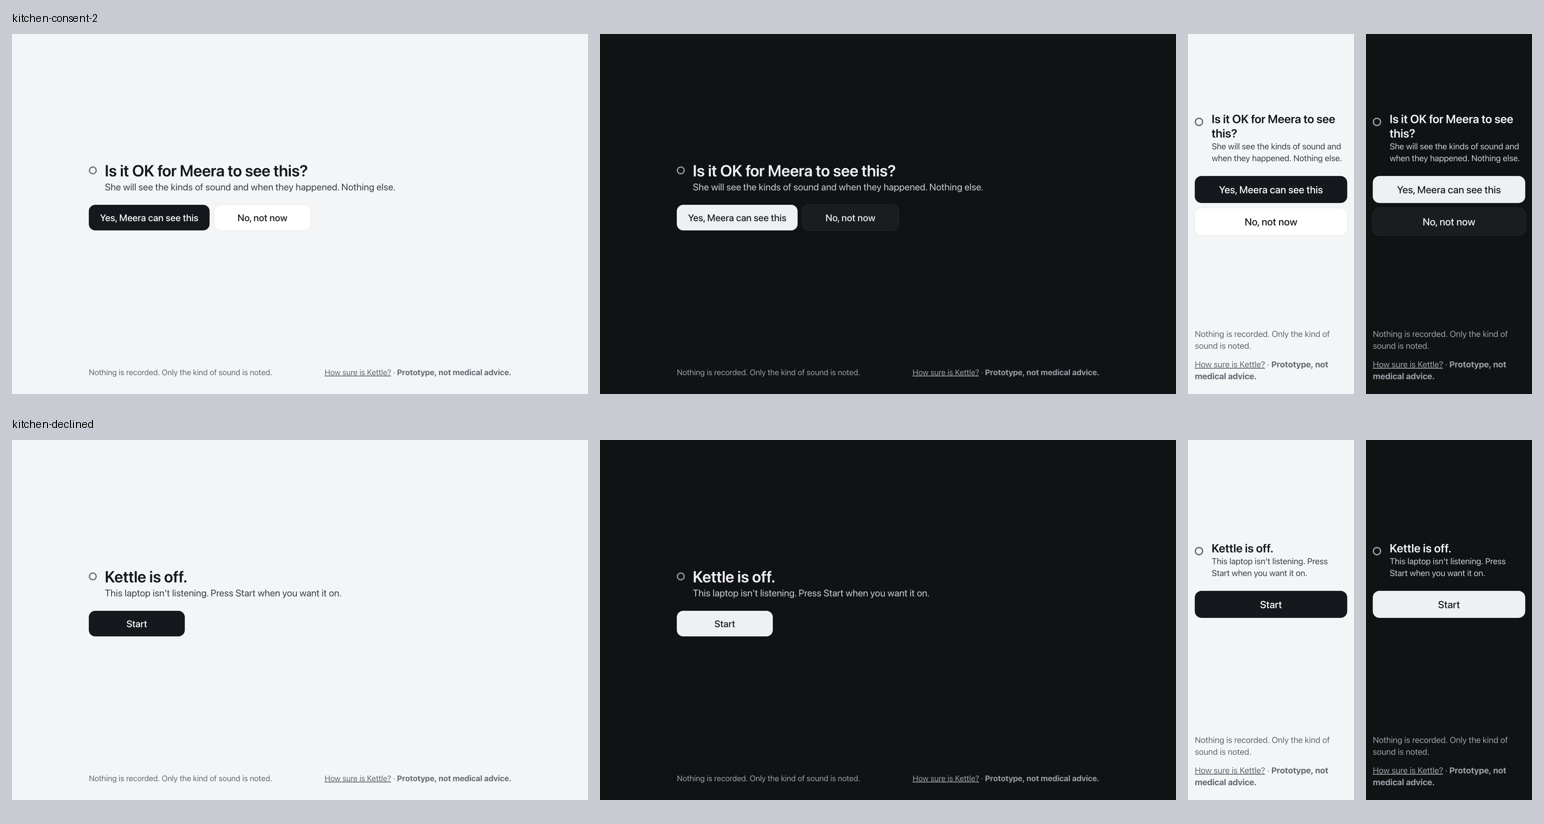 kitchen-consent-2
Is it OK for Meera to see this?
She will see the kinds of sound and when they happened. Nothing else.
Yes, Meera can see this
No, not now
Nothing is recorded. Only the kind of sound is noted.
How sure is Kettle? · Prototype, not medical advice.
Is it OK for Meera to see this?
She will see the kinds of sound and when they happened. Nothing else.
Yes, Meera can see this
No, not now
Nothing is recorded. Only the kind of sound is noted.
How sure is Kettle? · Prototype, not medical advice.
Is it OK for Meera to see
this?
She will see the kinds of sound and
when they happened. Nothing else.
Yes, Meera can see this
No, not now
Nothing is recorded. Only the kind of
sound is noted.
How sure is Kettle? · Prototype, not
medical advice.
Is it OK for Meera to see
this?
She will see the kinds of sound and
when they happened. Nothing else.
Yes, Meera can see this
No, not now
Nothing is recorded. Only the kind of
sound is noted.
How sure is Kettle? · Prototype, not
medical advice.
kitchen-declined
Kettle is off.
This laptop isn't listening. Press Start when you want it on.
Start
Nothing is recorded. Only the kind of sound is noted.
How sure is Kettle? · Prototype, not medical advice.
Kettle is off.
This laptop isn't listening. Press Start when you want it on.
Start
Nothing is recorded. Only the kind of sound is noted.
How sure is Kettle? · Prototype, not medical advice.
Kettle is off.
This laptop isn't listening. Press
Start when you want it on.
Start
Nothing is recorded. Only the kind of
sound is noted.
How sure is Kettle? · Prototype, not
medical advice.
Kettle is off.
This laptop isn't listening. Press
Start when you want it on.
Start
Nothing is recorded. Only the kind of
sound is noted.
How sure is Kettle? · Prototype, not
medical advice.